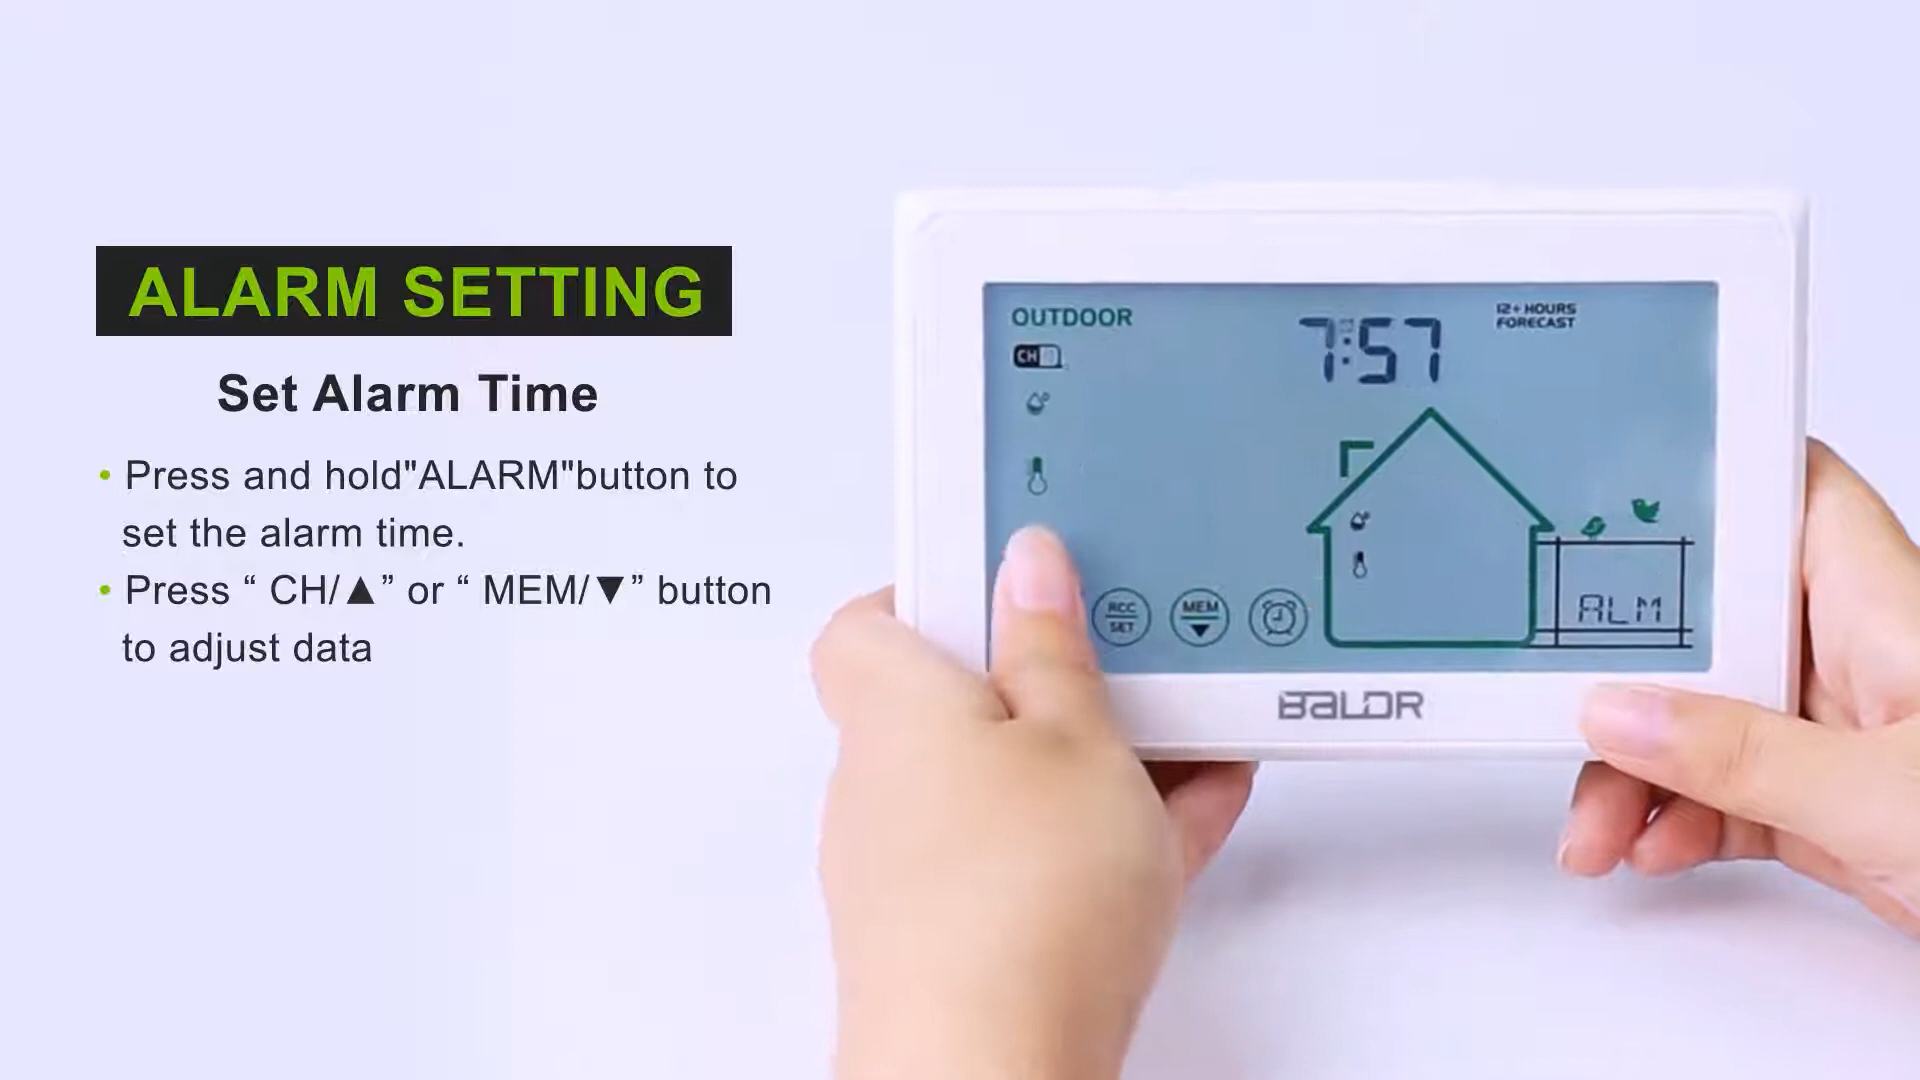 ALARM SETTING
Set Alarm Time
• Press and hold"ALARM"button to
set the alarm time.
• Press “ CH/▲” or “ MEM/▼” button
to adjust data
OUTDOOR
CH
7:57
12+ HOURS
FORECAST
RCC
SET
MEM
▼
ALM
BALDR